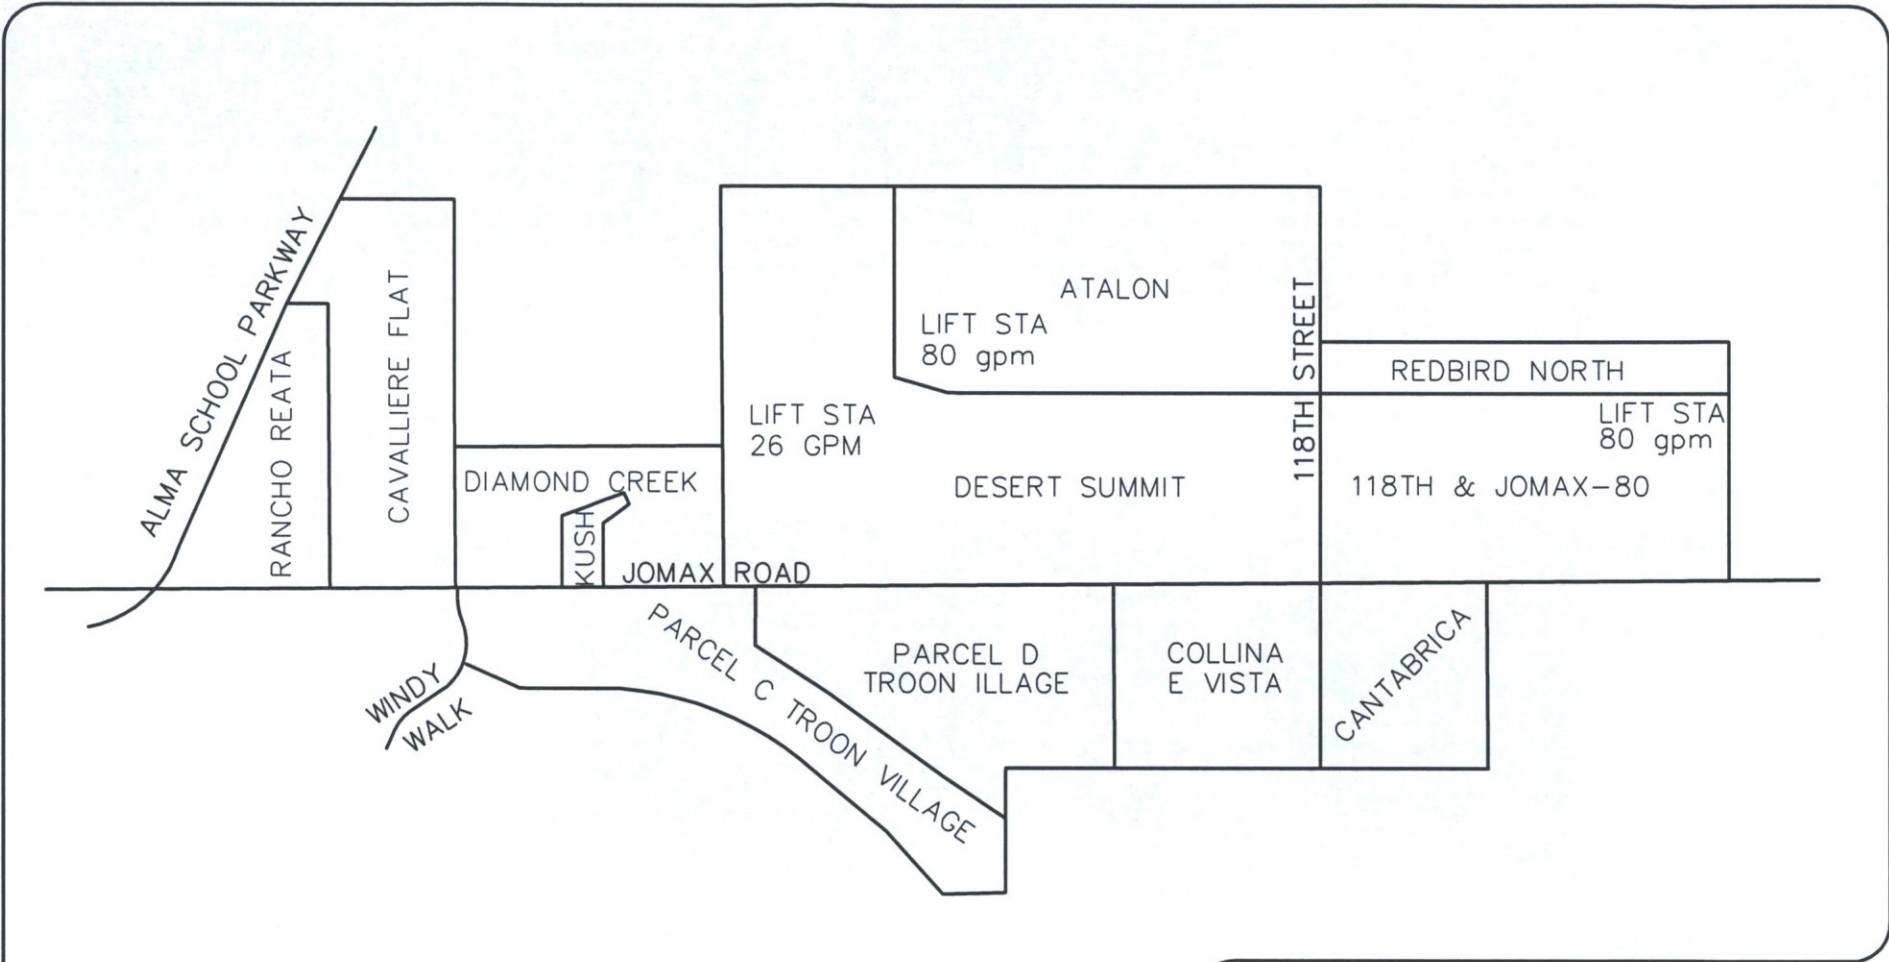 ALMA SCHOOL PARKWAY
RANCHO REATA
CAVALLIERE FLAT
DIAMOND CREEK
KUSH
JOMAX ROAD
LIFT STA
26 GPM
ATALON
LIFT STA
80 gpm
DESERT SUMMIT
118TH STREET
REDBIRD NORTH
LIFT STA
80 gpm
118TH & JOMAX-80
WINDY
WALK
PARCEL C TROON VILLAGE
PARCEL D
TROON ILLAGE
COLLINA
E VISTA
CANTABRICA